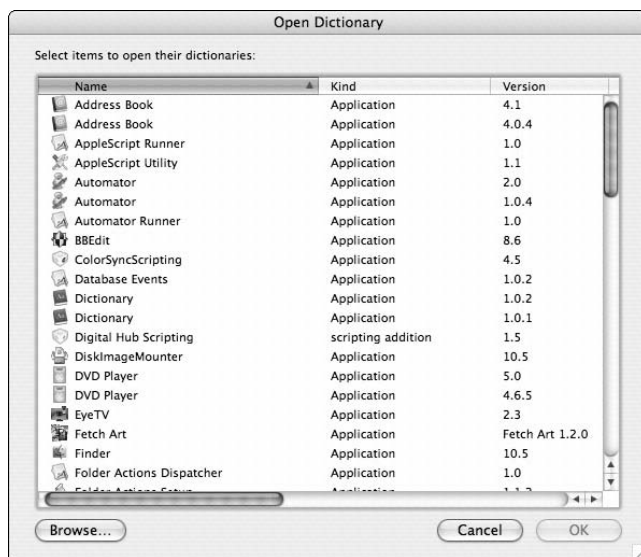 Open Dictionary
Select items to open their dictionaries:
Name Kind Version
Address Book Application 4.1
Address Book Application 4.0.4
AppleScript Runner Application 1.0
AppleScript Utility Application 1.1
Automator Application 2.0
Automator Application 1.0.4
Automator Runner Application 1.0
BBEdit Application 8.6
ColorSyncScripting Application 4.5
Database Events Application 1.0.2
Dictionary Application 1.0.2
Dictionary Application 1.0.1
Digital Hub Scripting scripting addition 1.5
DiskImageMounter Application 10.5
DVD Player Application 5.0
DVD Player Application 4.6.5
EyeTV Application 2.3
Fetch Art Application Fetch Art 1.2.0
Finder Application 10.5
Folder Actions Dispatcher Application 1.0
Folder Actions Setup Application
Browse... Cancel OK